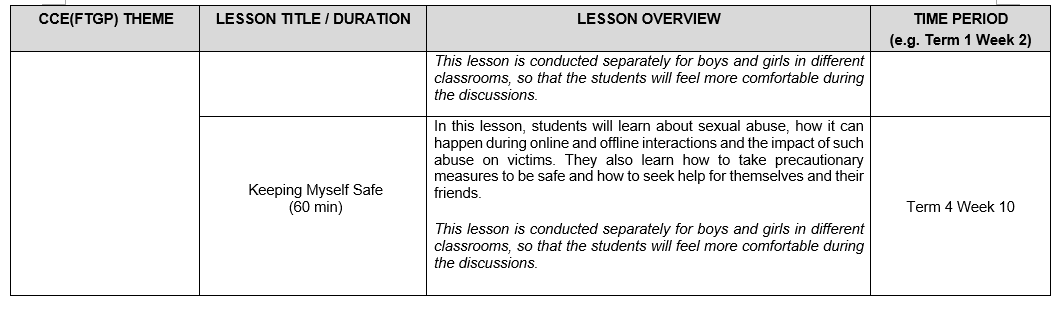 CCE(FTGP) THEME
LESSON TITLE / DURATION
LESSON OVERVIEW
TIME PERIOD
(e.g. Term 1 Week 2)
This lesson is conducted separately for boys and girls in different
classrooms, so that the students will feel more comfortable during
the discussions.
Keeping Myself Safe
(60 min)
In this lesson, students will learn about sexual abuse, how it can
happen during online and offline interactions and the impact of such
abuse on victims. They also learn how to take precautionary
measures to be safe and how to seek help for themselves and their
friends.
This lesson is conducted separately for boys and girls in different
classrooms, so that the students will feel more comfortable during
the discussions.
Term 4 Week 10